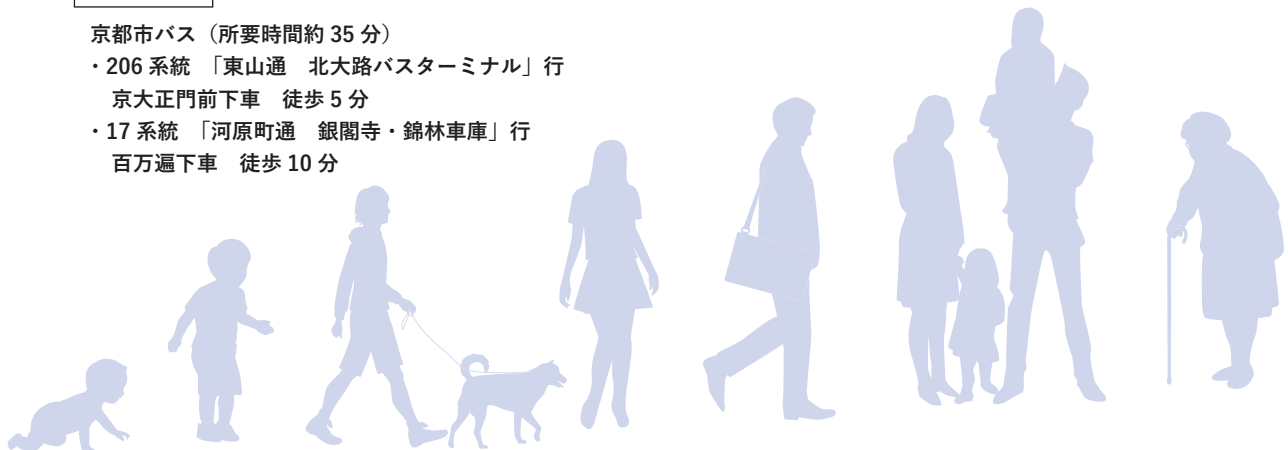 京都市バス（所要時間約 35 分）
・206 系統　「東山通　北大路バスターミナル」行
京大正門前下車　徒歩 5 分
・17 系統　「河原町通　銀閣寺・錦林車庫」行
百万遍下車　徒歩 10 分